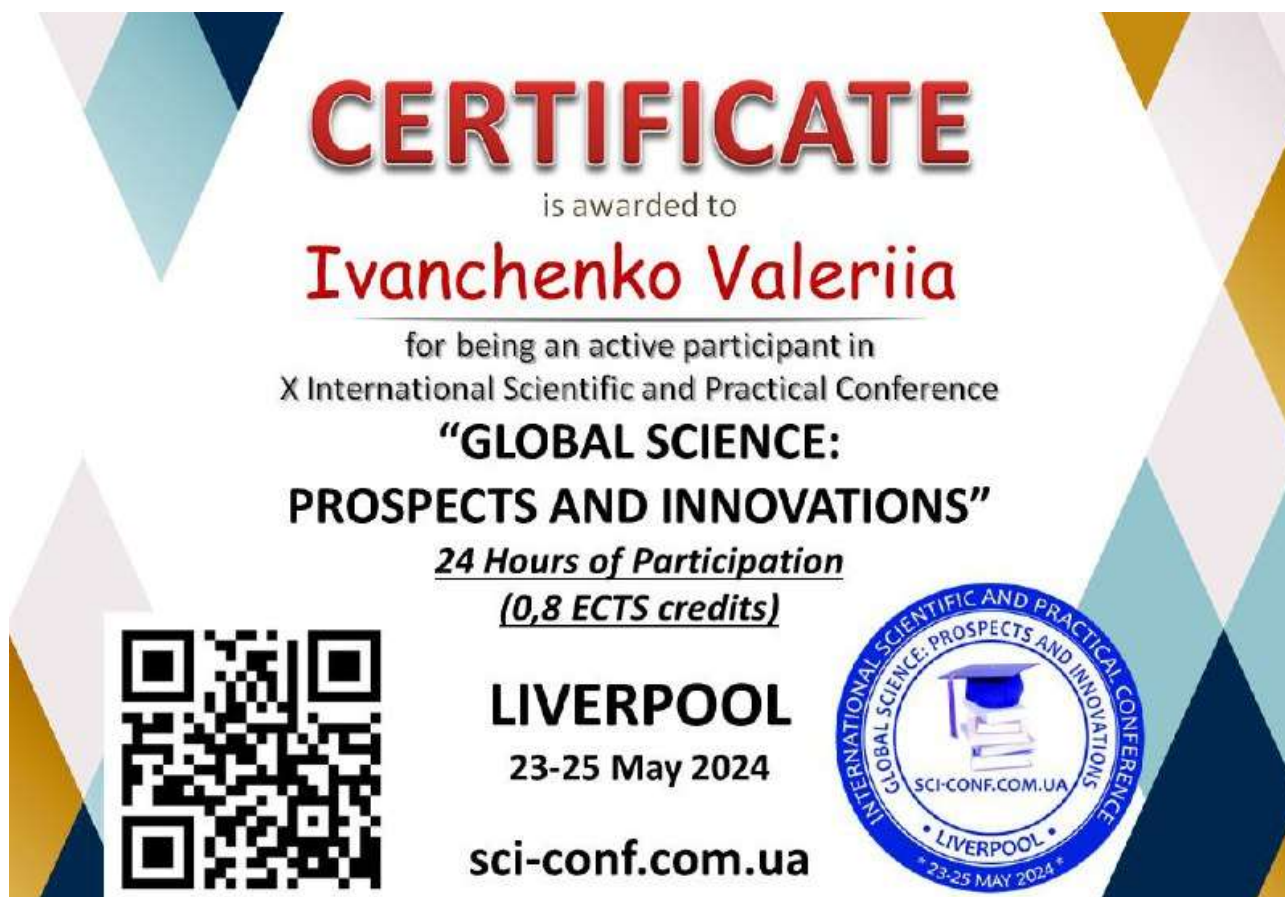 CERTIFICATE
is awarded to
Ivanchenko Valeriia
for being an active participant in
X International Scientific and Practical Conference
“GLOBAL SCIENCE:
PROSPECTS AND INNOVATIONS”
24 Hours of Participation
(0,8 ECTS credits)
LIVERPOOL
23-25 May 2024
sci-conf.com.ua
INTERNATIONAL SCIENTIFIC AND PRACTICAL CONFERENCE
GLOBAL SCIENCE: PROSPECTS AND INNOVATIONS
SCI-CONF.COM.UA
• LIVERPOOL •
* 23-25 MAY 2024 *